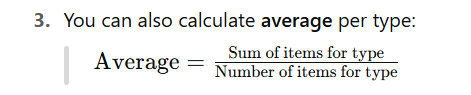 3. You can also calculate average per type:
Average = Sum of items for type / Number of items for type